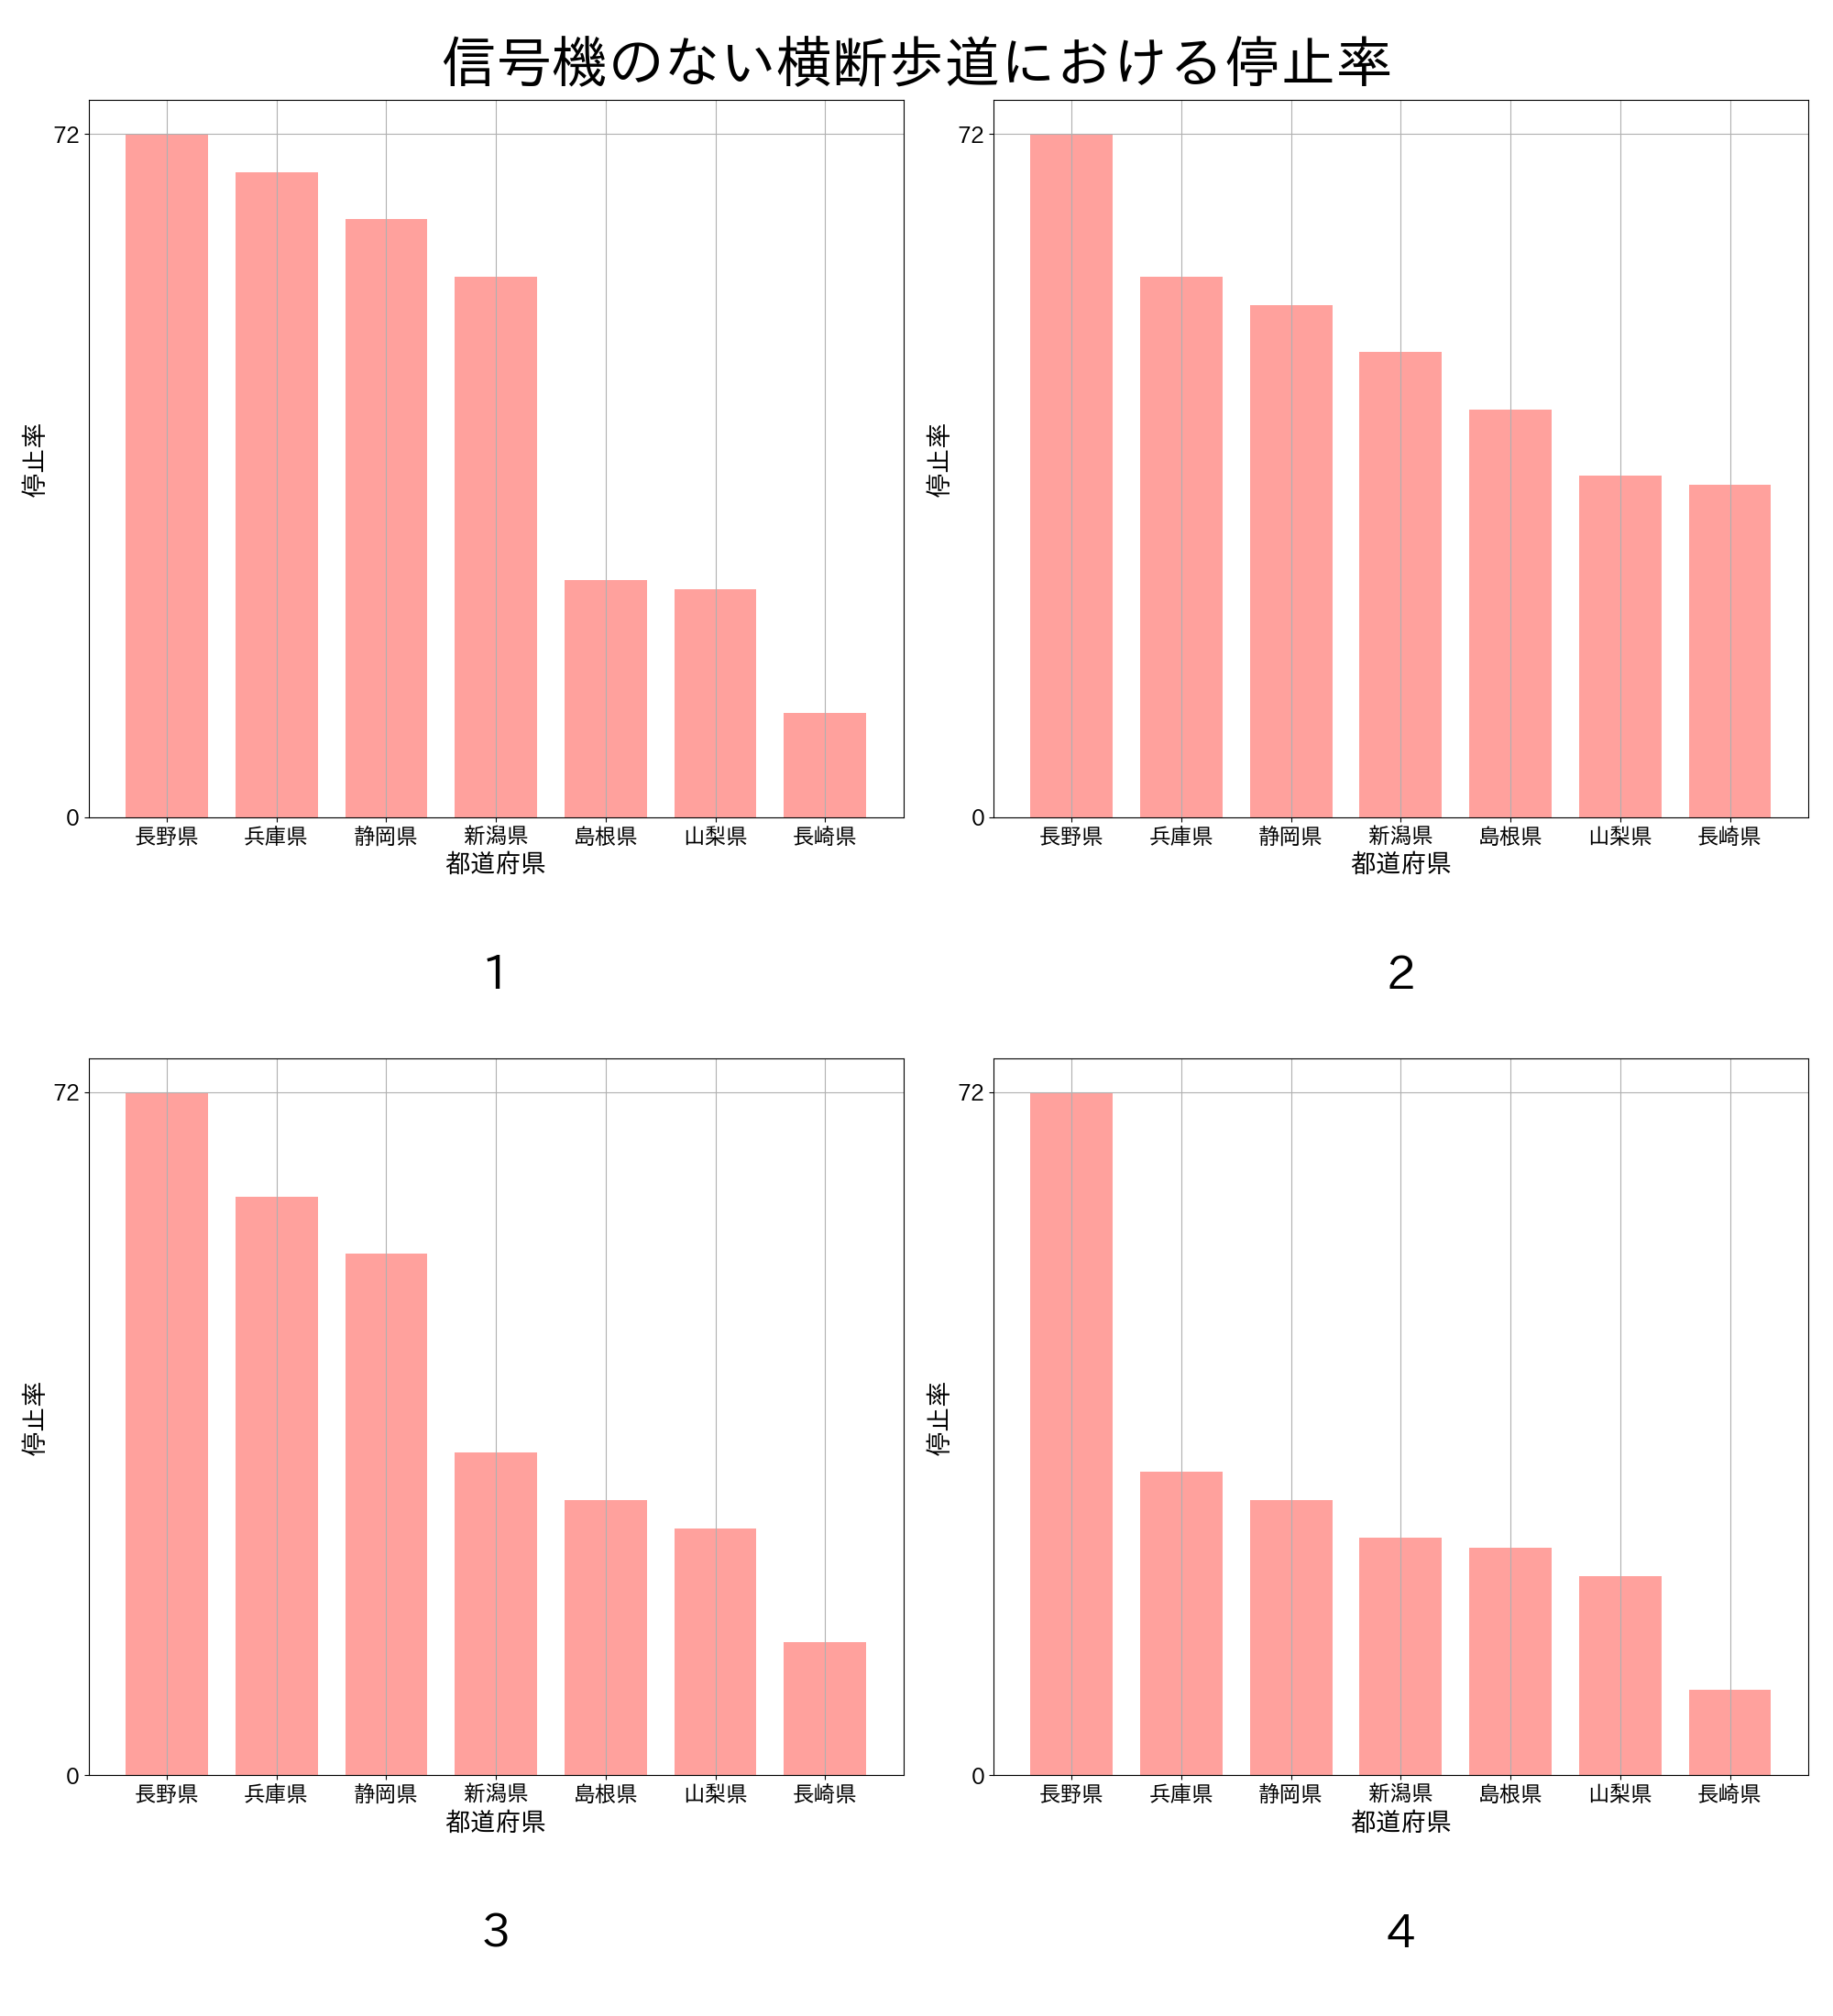 信号機のない横断歩道における停止率
72
停止率
0
長野県 兵庫県 静岡県 新潟県 島根県 山梨県 長崎県
都道府県
1
72
停止率
0
長野県 兵庫県 静岡県 新潟県 島根県 山梨県 長崎県
都道府県
2
72
停止率
0
長野県 兵庫県 静岡県 新潟県 島根県 山梨県 長崎県
都道府県
3
72
停止率
0
長野県 兵庫県 静岡県 新潟県 島根県 山梨県 長崎県
都道府県
4